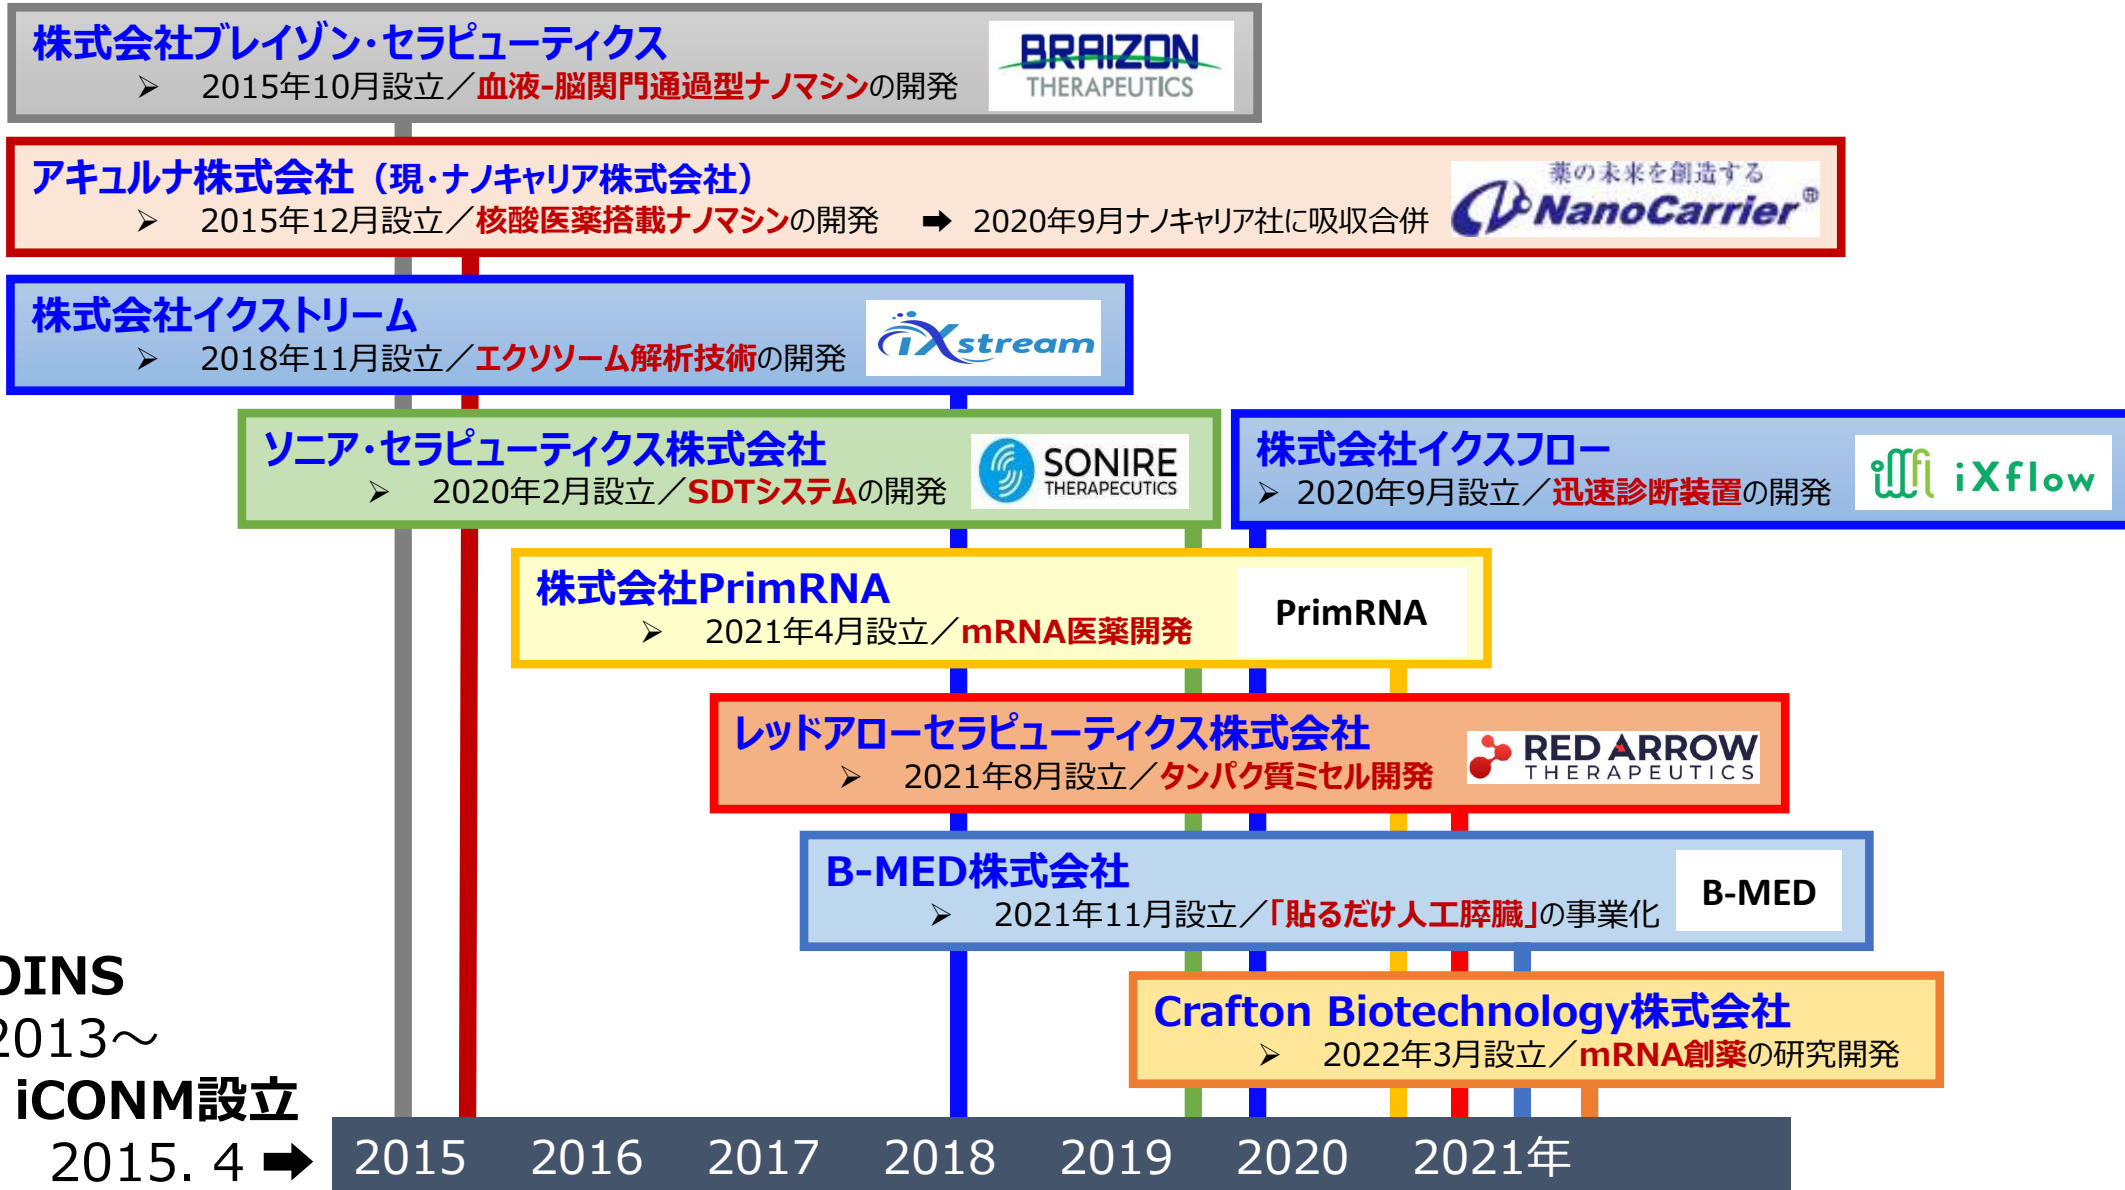 株式会社ブレイゾン・セラピューティクス
➢ 2015年10月設立／血液-脳関門通過型ナノマシンの開発
BRAIZON
THERAPEUTICS
アキュルナ株式会社（現・ナノキャリア株式会社）
➢ 2015年12月設立／核酸医薬搭載ナノマシンの開発 ➡ 2020年9月ナノキャリア社に吸収合併
薬の未来を創造する
NanoCarrier®
株式会社イクストリーム
➢ 2018年11月設立／エクソソーム解析技術の開発
iXstream
ソニア・セラピューティクス株式会社
➢ 2020年2月設立／SDTシステムの開発
SONIRE
THERAPECUTICS
株式会社イクスフロー
➢ 2020年9月設立／迅速診断装置の開発
iXflow
株式会社PrimRNA
➢ 2021年4月設立／mRNA医薬開発
PrimRNA
レッドアローセラピューティクス株式会社
➢ 2021年8月設立／タンパク質ミセル開発
RED ARROW
THERAPEUTICS
B-MED株式会社
➢ 2021年11月設立／「貼るだけ人工膵臓」の事業化
B-MED
Crafton Biotechnology株式会社
➢ 2022年3月設立／mRNA創薬の研究開発
OINS
2013～
iCONM設立
2015. 4 ➡
2015 2016 2017 2018 2019 2020 2021年